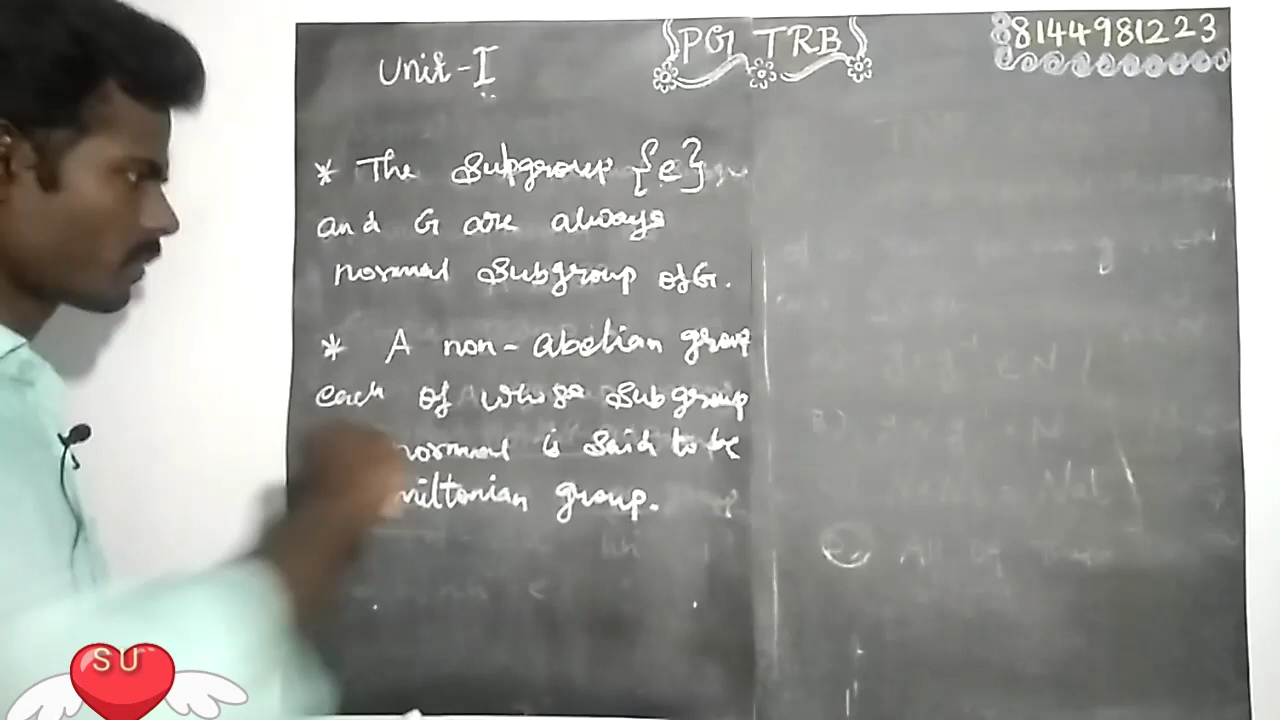 Unit-I
PG TRB
8144981223
* The Subgroup {e}
and G are always
normal Subgroup of G.
* A non-abelian group
each of whose Subgroup
normal is Said to be
miltonian group.
SU